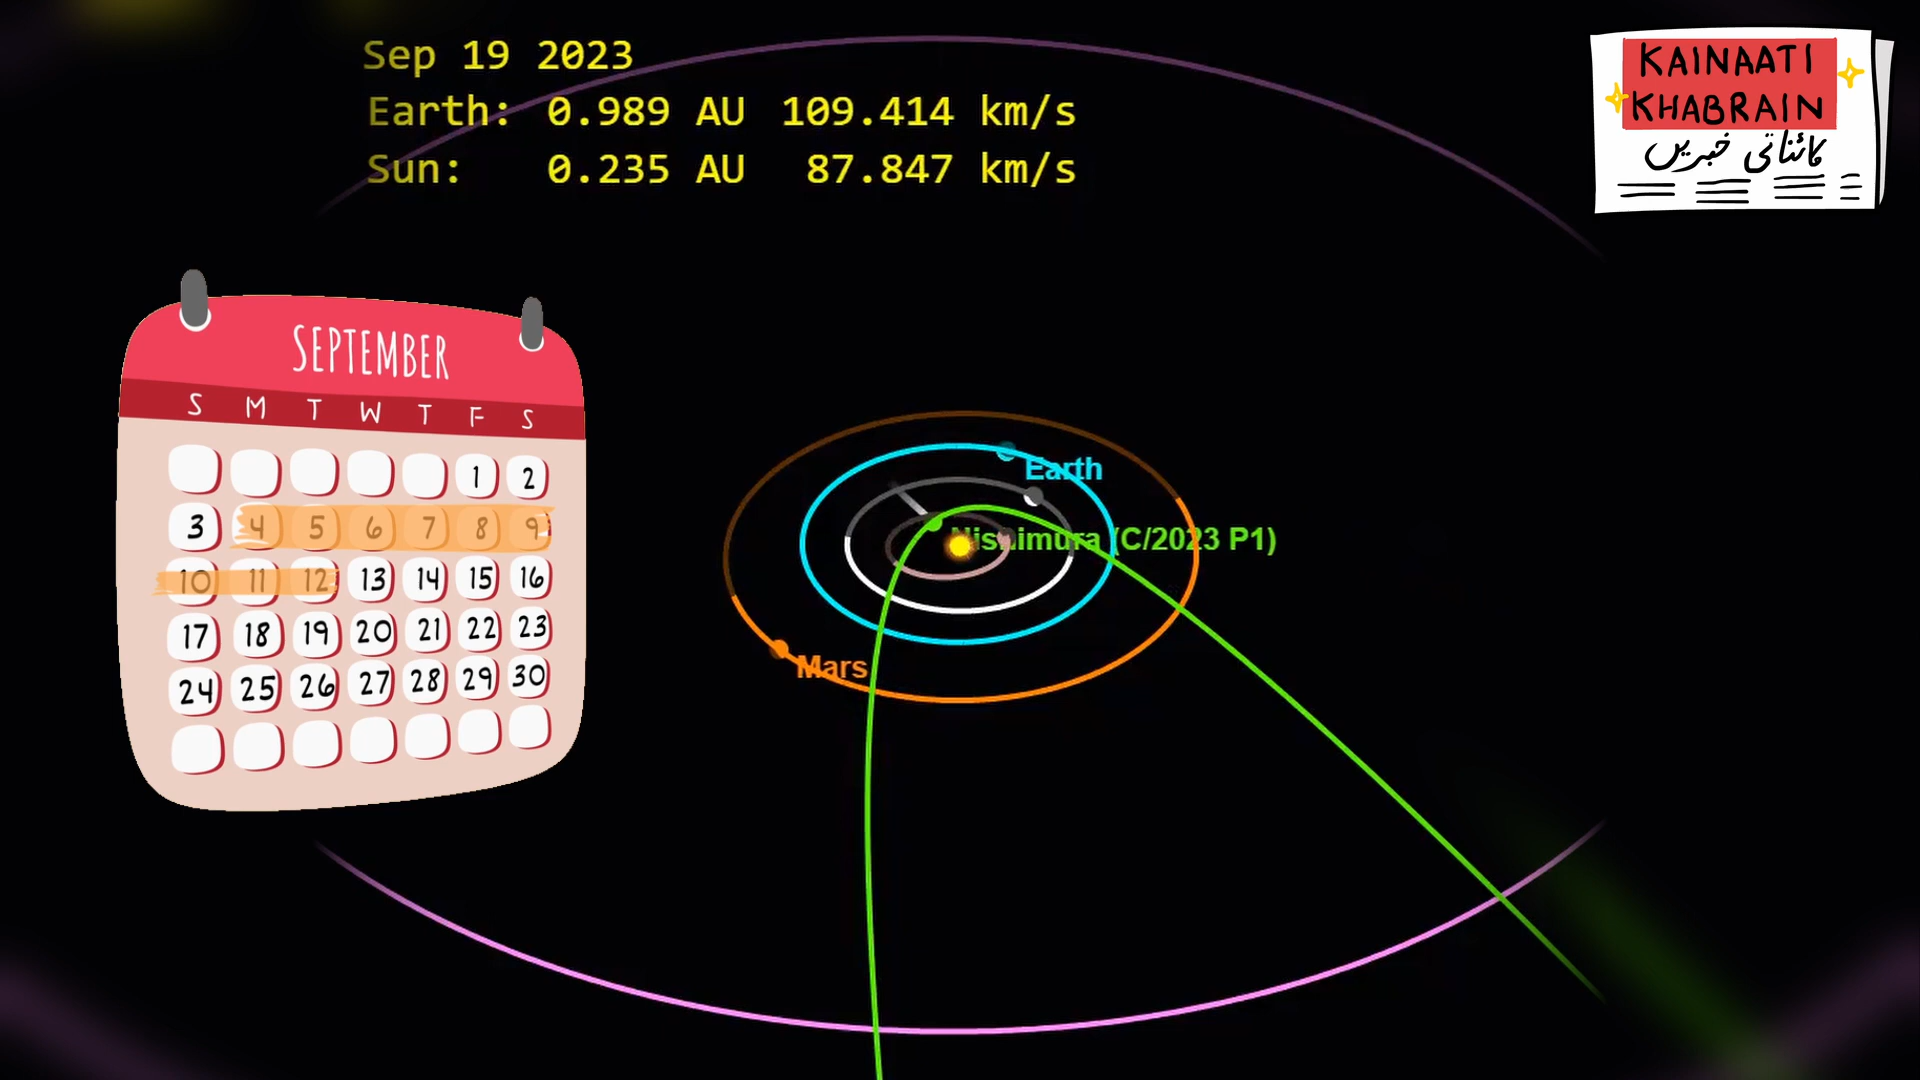 Sep 19 2023
Earth: 0.989 AU 109.414 km/s
Sun: 0.235 AU 87.847 km/s
KAINAATI
KHABRAIN
کائناتی خبریں
SEPTEMBER
S M T W T F S
1 2
3 4 5 6 7 8 9
10 11 12 13 14 15 16
17 18 19 20 21 22 23
24 25 26 27 28 29 30
Earth
Nishimura (C/2023 P1)
Mars